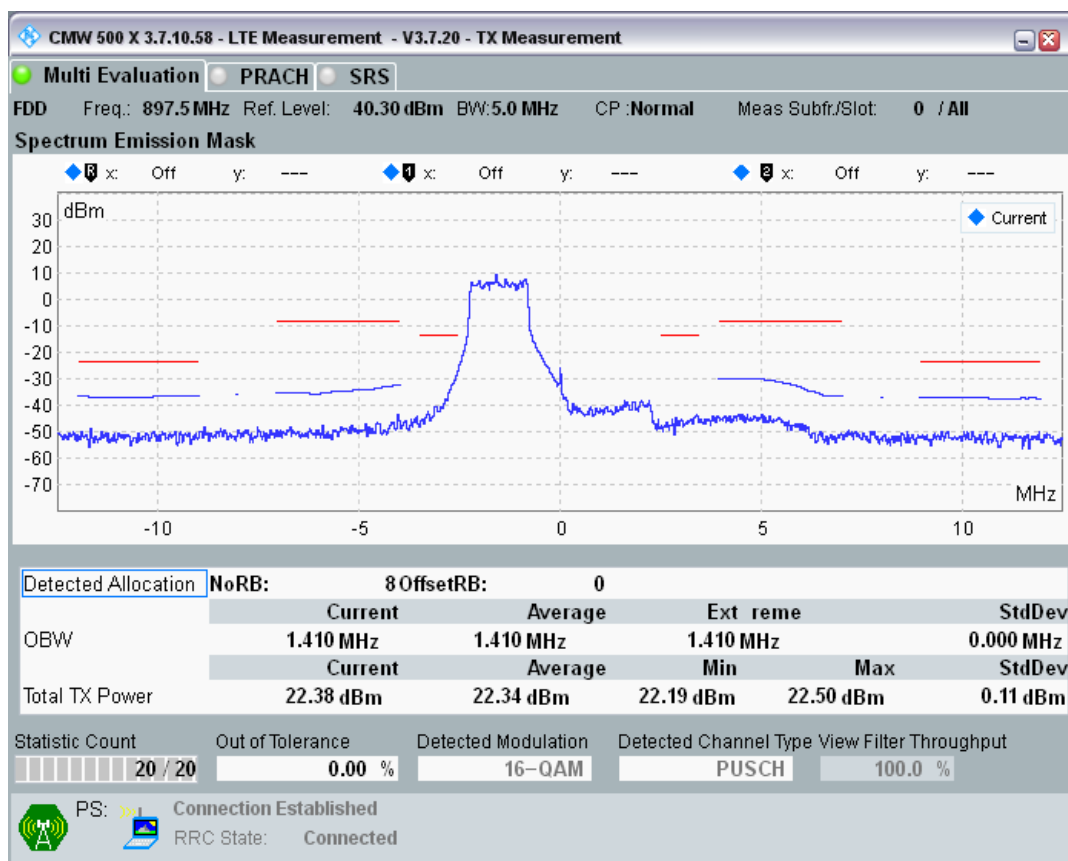 CMW 500 X 3.7.10.58 - LTE Measurement - V3.7.20 - TX Measurement
Multi Evaluation PRACH SRS
FDD Freq.: 897.5 MHz Ref. Level: 40.30 dBm BW:5.0 MHz CP :Normal Meas Subfr./Slot: 0 / All
Spectrum Emission Mask
R x: Off y: --- 1 x: Off y: --- 2 x: Off y: ---
dBm
Current
30
20
10
0
-10
-20
-30
-40
-50
-60
-70
MHz
-10 -5 0 5 10
Detected Allocation NoRB: 8 OffsetRB: 0
Current Average Ext reme StdDev
OBW 1.410 MHz 1.410 MHz 1.410 MHz 0.000 MHz
Current Average Min Max StdDev
Total TX Power 22.38 dBm 22.34 dBm 22.19 dBm 22.50 dBm 0.11 dBm
Statistic Count Out of Tolerance Detected Modulation Detected Channel Type View Filter Throughput
20 / 20 0.00 % 16-QAM PUSCH 100.0 %
PS: Connection Established
RRC State: Connected